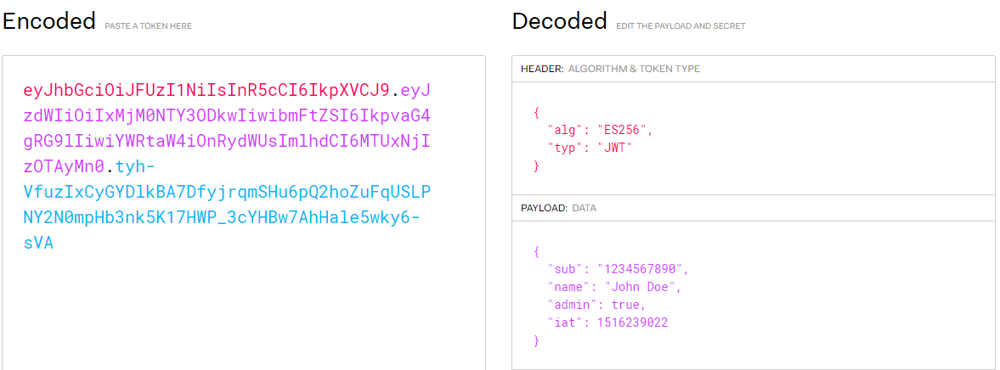 Encoded PASTE A TOKEN HERE
eyJhbGciOiJFUzI1NiIsInR5cCI6IkpXVCJ9.eyJ
zdWIiOiIxMjM0NTY3ODkwIiwibmFtZSI6IkpvaG4
gRG9lIiwiYWRtaW4iOnRydWUsImlhdCI6MTUxNjI
zOTAyMn0.tyh-
VfuzIxCyGYDlkBA7DfyjrqmSHu6pQ2hoZuFqUSLP
NY2N0mpHb3nk5K17HWP_3cYHBw7AhHale5wky6-
sVA
Decoded EDIT THE PAYLOAD AND SECRET
HEADER: ALGORITHM & TOKEN TYPE
{
"alg": "ES256",
"typ": "JWT"
}
PAYLOAD: DATA
{
"sub": "1234567890",
"name": "John Doe",
"admin": true,
"iat": 1516239022
}